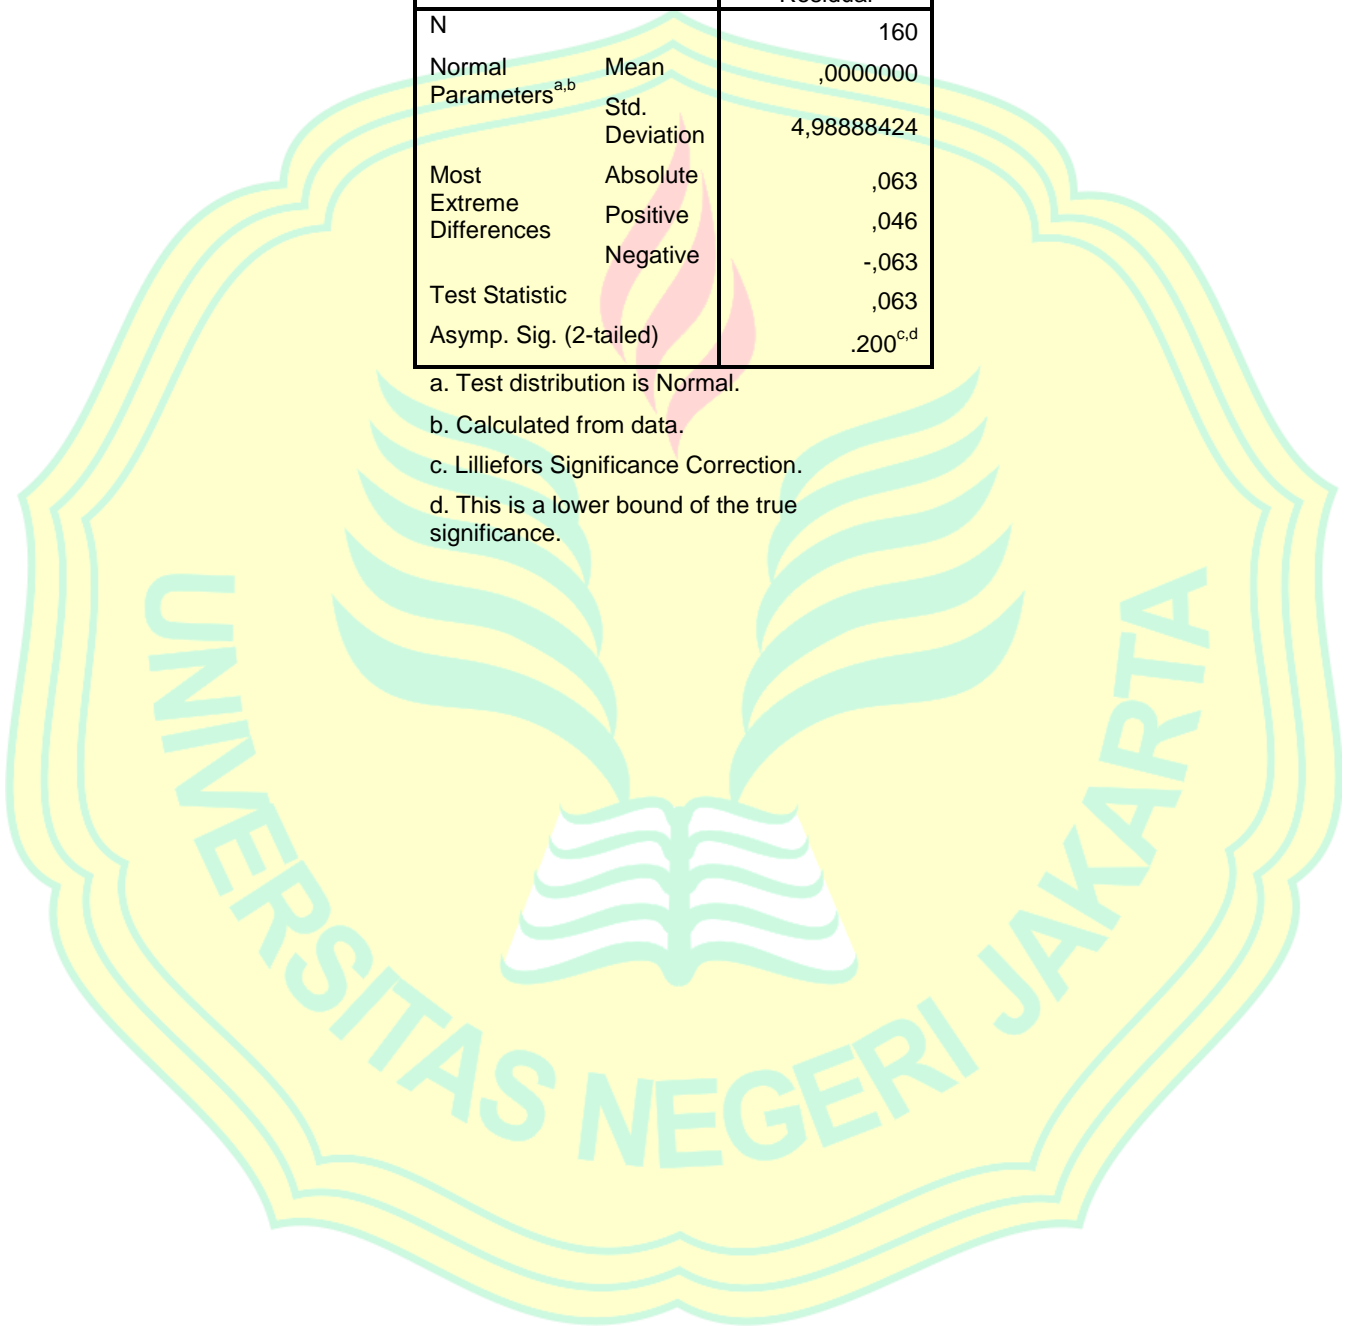 Residual
N 160
Normal Parameters^a,b Mean ,0000000
Std. Deviation 4,98888424
Most Extreme Differences Absolute ,063
Positive ,046
Negative -,063
Test Statistic ,063
Asymp. Sig. (2-tailed) .200^c,d
a. Test distribution is Normal.
b. Calculated from data.
c. Lilliefors Significance Correction.
d. This is a lower bound of the true
significance.
UNIVERSITAS NEGERI JAKARTA